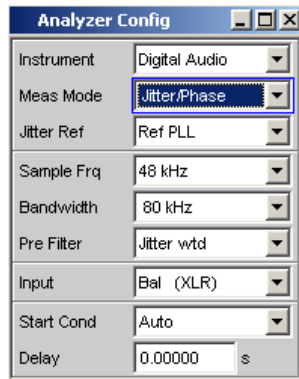 Analyzer Config
Instrument Digital Audio
Meas Mode Jitter/Phase
Jitter Ref Ref PLL
Sample Frq 48 kHz
Bandwidth 80 kHz
Pre Filter Jitter wtd
Input Bal (XLR)
Start Cond Auto
Delay 0.00000 s